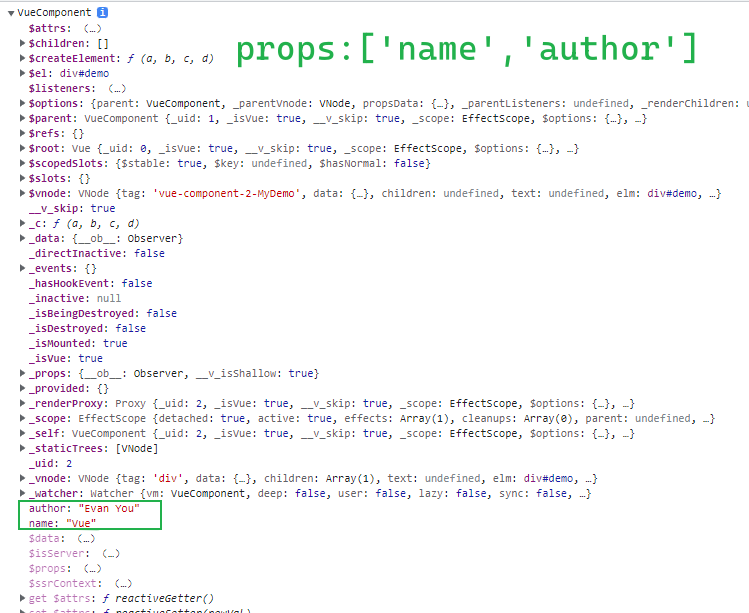 VueComponent i
$attrs: (…)
$children: []
$createElement: ƒ (a, b, c, d)
props:['name','author']
$el: div#demo
$listeners: (…)
$options: {parent: VueComponent, _parentVnode: VNode, propsData: {…}, _parentListeners: undefined, _renderChildren: u
$parent: VueComponent {_uid: 1, _isVue: true, __v_skip: true, _scope: EffectScope, $options: {…}, …}
$refs: {}
$root: Vue {_uid: 0, _isVue: true, __v_skip: true, _scope: EffectScope, $options: {…}, …}
$scopedSlots: {$stable: true, $key: undefined, $hasNormal: false}
$slots: {}
$vnode: VNode {tag: 'vue-component-2-MyDemo', data: {…}, children: undefined, text: undefined, elm: div#demo, …}
__v_skip: true
_c: ƒ (a, b, c, d)
_data: {__ob__: Observer}
_directInactive: false
_events: {}
_hasHookEvent: false
_inactive: null
_isBeingDestroyed: false
_isDestroyed: false
_isMounted: true
_isVue: true
_props: {__ob__: Observer, __v_isShallow: true}
_provided: {}
_renderProxy: Proxy {_uid: 2, _isVue: true, __v_skip: true, _scope: EffectScope, $options: {…}, …}
_scope: EffectScope {detached: true, active: true, effects: Array(1), cleanups: Array(0), parent: undefined, …}
_self: VueComponent {_uid: 2, _isVue: true, __v_skip: true, _scope: EffectScope, $options: {…}, …}
_staticTrees: [VNode]
_uid: 2
_vnode: VNode {tag: 'div', data: {…}, children: Array(1), text: undefined, elm: div#demo, …}
_watcher: Watcher {vm: VueComponent, deep: false, user: false, lazy: false, sync: false, …}
author: "Evan You"
name: "Vue"
$data: (…)
$isServer: (…)
$props: (…)
$ssrContext: (…)
get $attrs: ƒ reactiveGetter()
set $attrs: ƒ reactiveSetter(newVal)